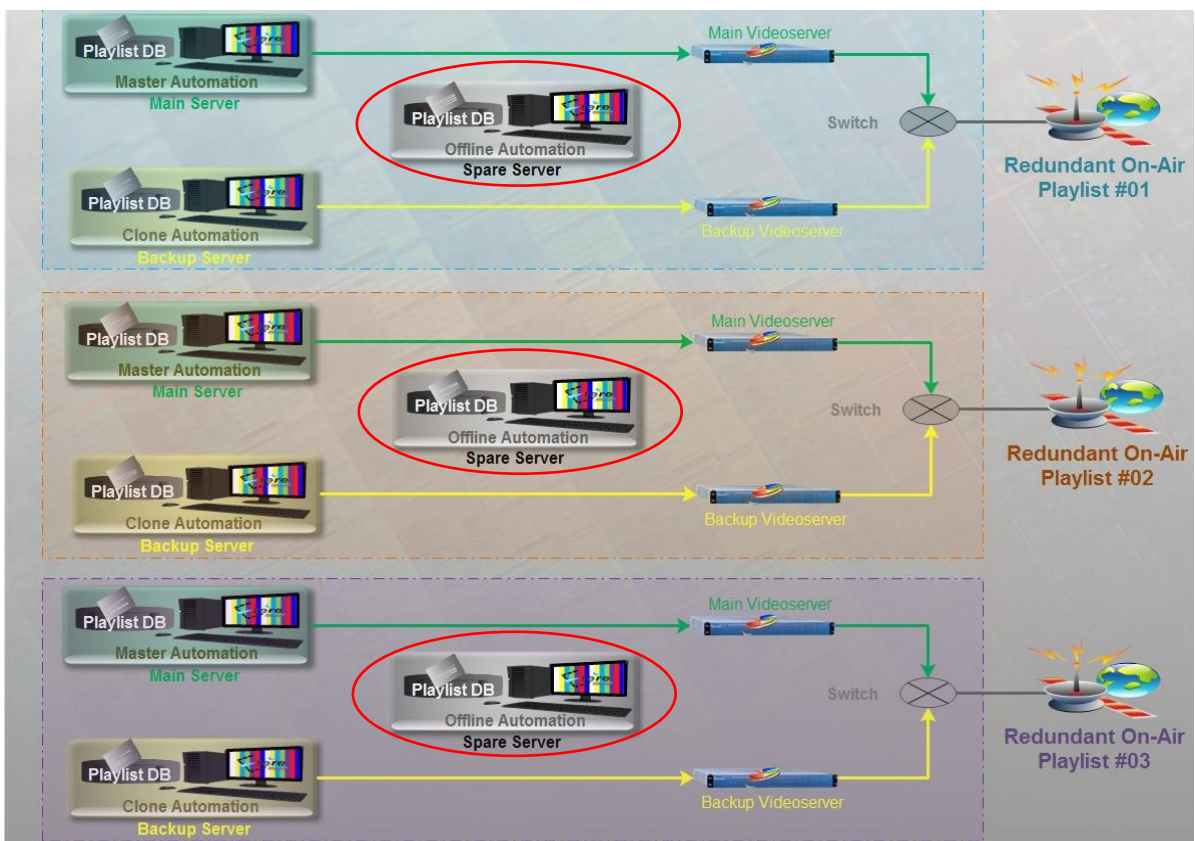 Playlist DB
Master Automation
Main Server
Main Videoserver
Playlist DB
Offline Automation
Spare Server
Switch
Redundant On-Air
Playlist #01
Playlist DB
Clone Automation
Backup Server
Backup Videoserver
Playlist DB
Master Automation
Main Server
Main Videoserver
Playlist DB
Offline Automation
Spare Server
Switch
Redundant On-Air
Playlist #02
Playlist DB
Clone Automation
Backup Server
Backup Videoserver
Playlist DB
Master Automation
Main Server
Main Videoserver
Playlist DB
Offline Automation
Spare Server
Switch
Redundant On-Air
Playlist #03
Playlist DB
Clone Automation
Backup Server
Backup Videoserver